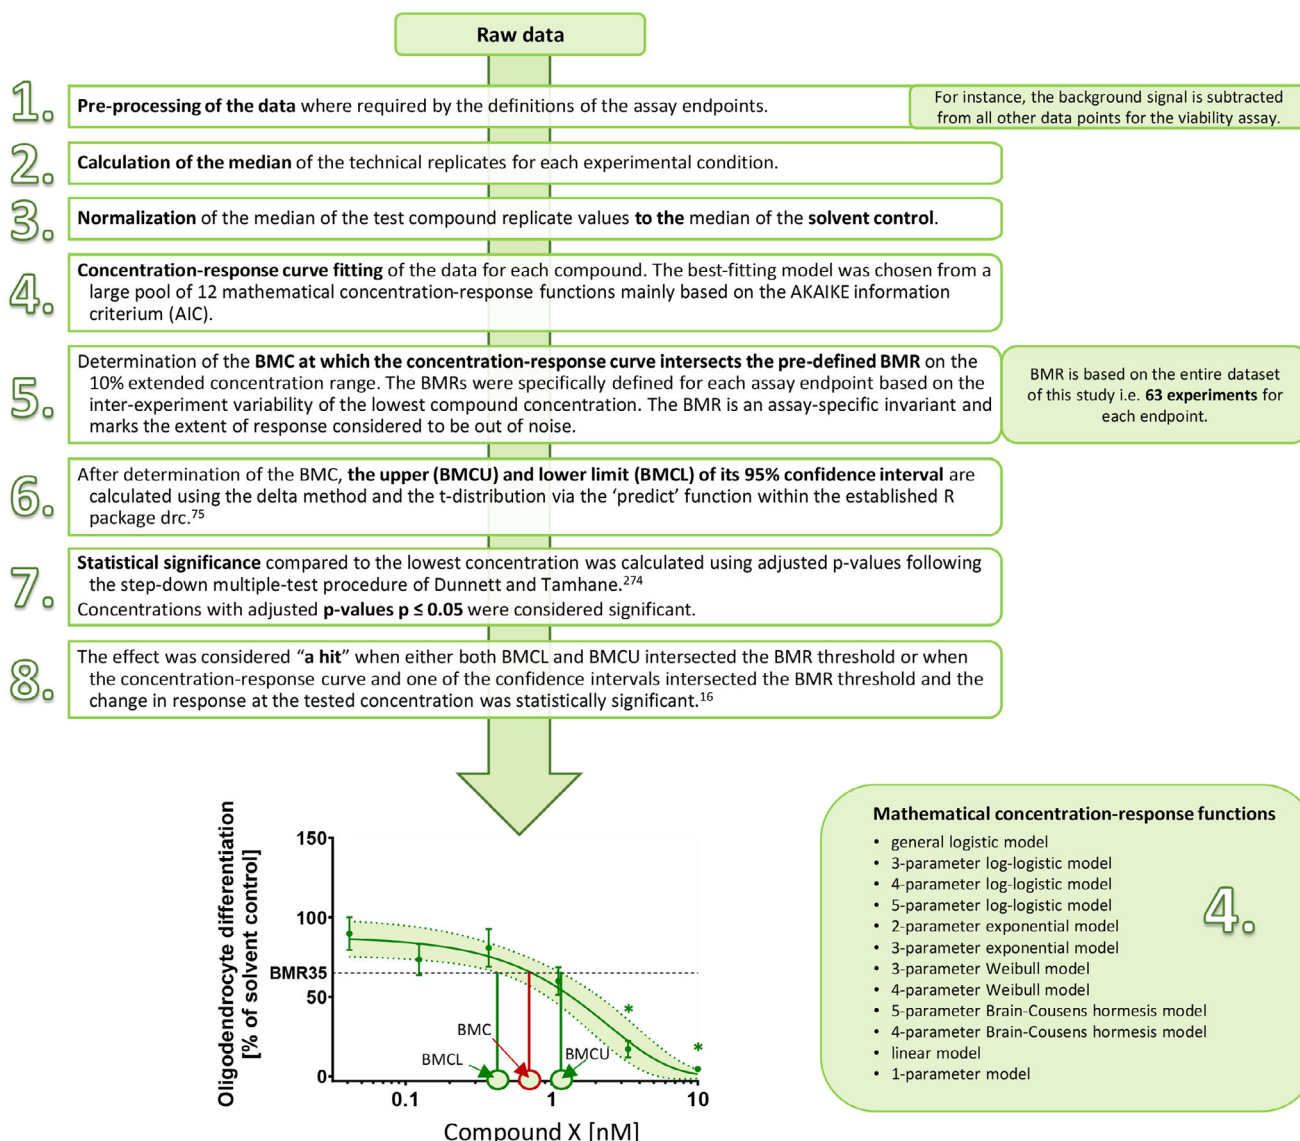 Raw data
1.
Pre-processing of the data where required by the definitions of the assay endpoints.
For instance, the background signal is subtracted
from all other data points for the viability assay.
2.
Calculation of the median of the technical replicates for each experimental condition.
3.
Normalization of the median of the test compound replicate values to the median of the solvent control.
4.
Concentration-response curve fitting of the data for each compound. The best-fitting model was chosen from a
large pool of 12 mathematical concentration-response functions mainly based on the AKAIKE information
criterium (AIC).
5.
Determination of the BMC at which the concentration-response curve intersects the pre-defined BMR on the
10% extended concentration range. The BMRs were specifically defined for each assay endpoint based on the
inter-experiment variability of the lowest compound concentration. The BMR is an assay-specific invariant and
marks the extent of response considered to be out of noise.
BMR is based on the entire dataset
of this study i.e. 63 experiments for
each endpoint.
6.
After determination of the BMC, the upper (BMCU) and lower limit (BMCL) of its 95% confidence interval are
calculated using the delta method and the t-distribution via the ‘predict’ function within the established R
package drc.75
7.
Statistical significance compared to the lowest concentration was calculated using adjusted p-values following
the step-down multiple-test procedure of Dunnett and Tamhane.274
Concentrations with adjusted p-values p ≤ 0.05 were considered significant.
8.
The effect was considered “a hit” when either both BMCL and BMCU intersected the BMR threshold or when
the concentration-response curve and one of the confidence intervals intersected the BMR threshold and the
change in response at the tested concentration was statistically significant.16
Oligodendrocyte differentiation
[% of solvent control]
150
100
BMR35
50
0
*
*
BMC
BMCL
BMCU
0.1
1
10
Compound X [nM]
Mathematical concentration-response functions
• general logistic model
• 3-parameter log-logistic model
• 4-parameter log-logistic model
• 5-parameter log-logistic model
• 2-parameter exponential model
• 3-parameter exponential model
• 3-parameter Weibull model
• 4-parameter Weibull model
• 5-parameter Brain-Cousens hormesis model
• 4-parameter Brain-Cousens hormesis model
• linear model
• 1-parameter model
4.